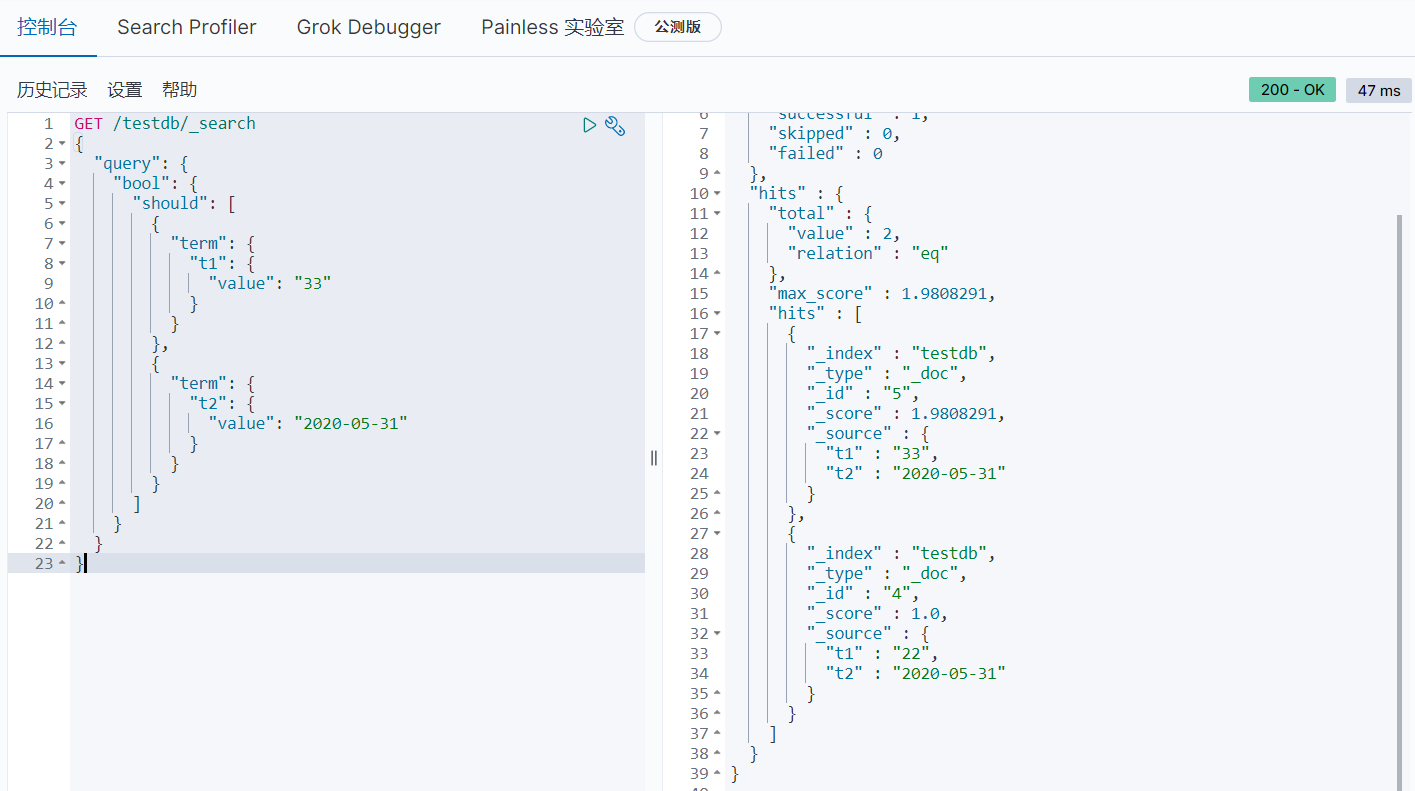 控制台 Search Profiler Grok Debugger Painless 实验室 公测版
历史记录 设置 帮助 200 - OK 47 ms
1 GET /testdb/_search
2 {
3 "query": {
4 "bool": {
5 "should": [
6 {
7 "term": {
8 "t1": {
9 "value": "33"
10 }
11 }
12 },
13 {
14 "term": {
15 "t2": {
16 "value": "2020-05-31"
17 }
18 }
19 }
20 ]
21 }
22 }
23 }
6 "successful" : 1,
7 "skipped" : 0,
8 "failed" : 0
9 },
10 "hits" : {
11 "total" : {
12 "value" : 2,
13 "relation" : "eq"
14 },
15 "max_score" : 1.9808291,
16 "hits" : [
17 {
18 "_index" : "testdb",
19 "_type" : "_doc",
20 "_id" : "5",
21 "_score" : 1.9808291,
22 "_source" : {
23 "t1" : "33",
24 "t2" : "2020-05-31"
25 }
26 },
27 {
28 "_index" : "testdb",
29 "_type" : "_doc",
30 "_id" : "4",
31 "_score" : 1.0,
32 "_source" : {
33 "t1" : "22",
34 "t2" : "2020-05-31"
35 }
36 }
37 ]
38 }
39 }